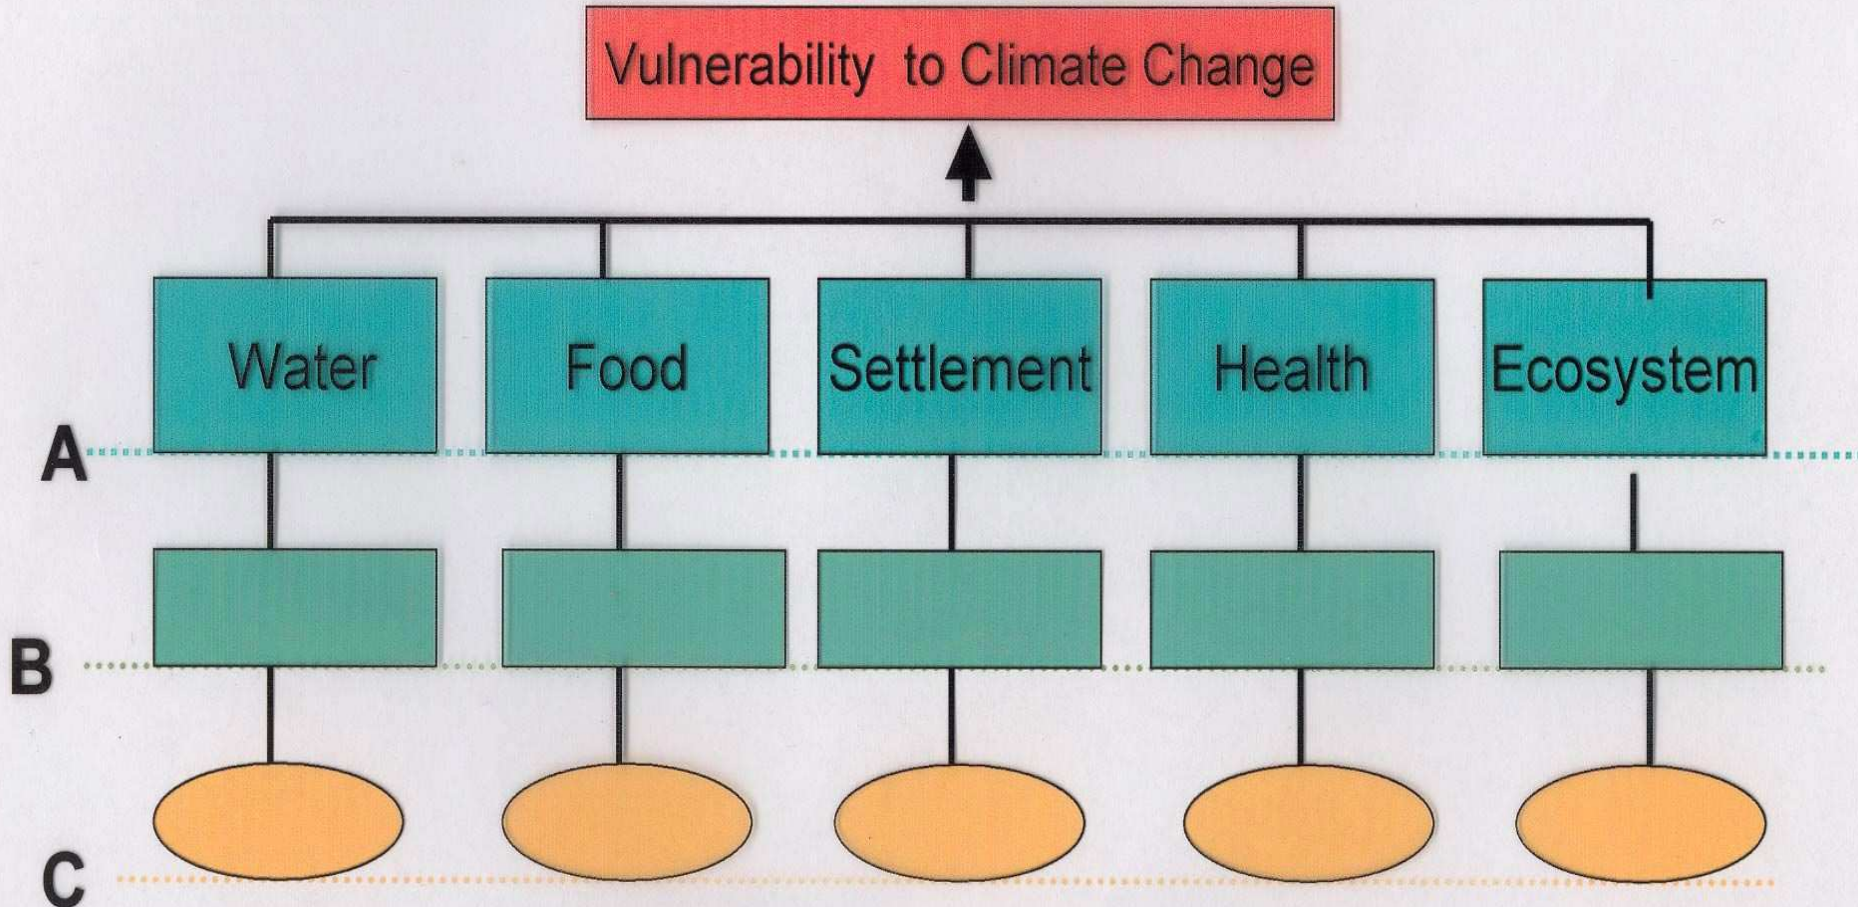 Vulnerability to Climate Change
Water Food Settlement Health Ecosystem
A
B
C